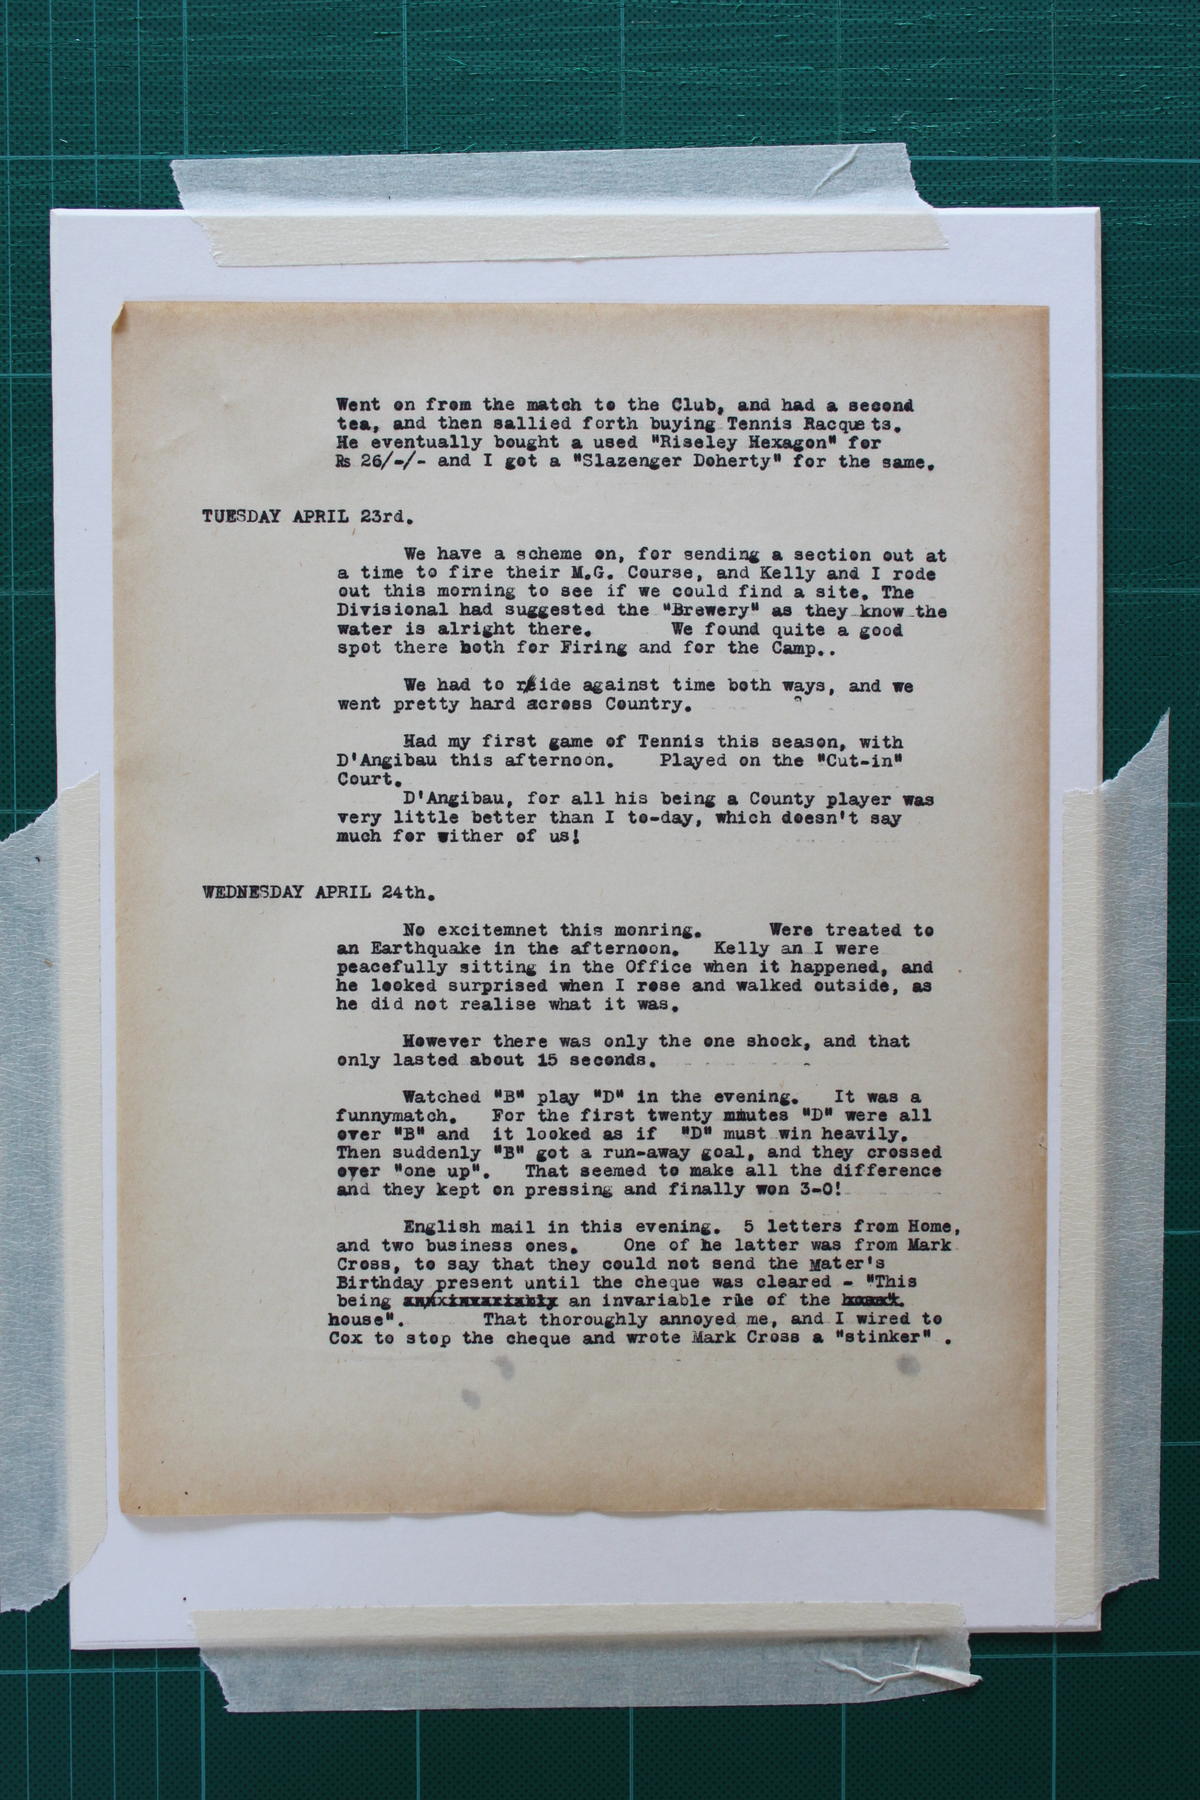 Went on from the match to the Club, and had a second
tea, and then sallied forth buying Tennis Racquets.
He eventually bought a used "Riseley Hexagon" for
Rs 26/-/- and I got a "Slazenger Doherty" for the same.
TUESDAY APRIL 23rd.
We have a scheme on, for sending a section out at
a time to fire their M.G. Course, and Kelly and I rode
out this morning to see if we could find a site. The
Divisional had suggested the "Brewery" as they know the
water is alright there. We found quite a good
spot there both for Firing and for the Camp..
We had to ride against time both ways, and we
went pretty hard across Country.
Had my first game of Tennis this season, with
D'Angibau this afternoon. Played on the "Cut-in"
Court.
D'Angibau, for all his being a County player was
very little better than I to-day, which doesn't say
much for wither of us!
WEDNESDAY APRIL 24th.
No excitemnet this monring. Were treated to
an Earthquake in the afternoon. Kelly an I were
peacefully sitting in the Office when it happened, and
he looked surprised when I rose and walked outside, as
he did not realise what it was.
However there was only the one shock, and that
only lasted about 15 seconds.
Watched "B" play "D" in the evening. It was a
funnymatch. For the first twenty minutes "D" were all
over "B" and it looked as if "D" must win heavily.
Then suddenly "B" got a run-away goal, and they crossed
over "one up". That seemed to make all the difference
and they kept on pressing and finally won 3-0!
English mail in this evening. 5 letters from Home,
and two business ones. One of he latter was from Mark
Cross, to say that they could not send the Mater's
Birthday present until the cheque was cleared - "This
being an invariable rule of the
house". That thoroughly annoyed me, and I wired to
Cox to stop the cheque and wrote Mark Cross a "stinker" .